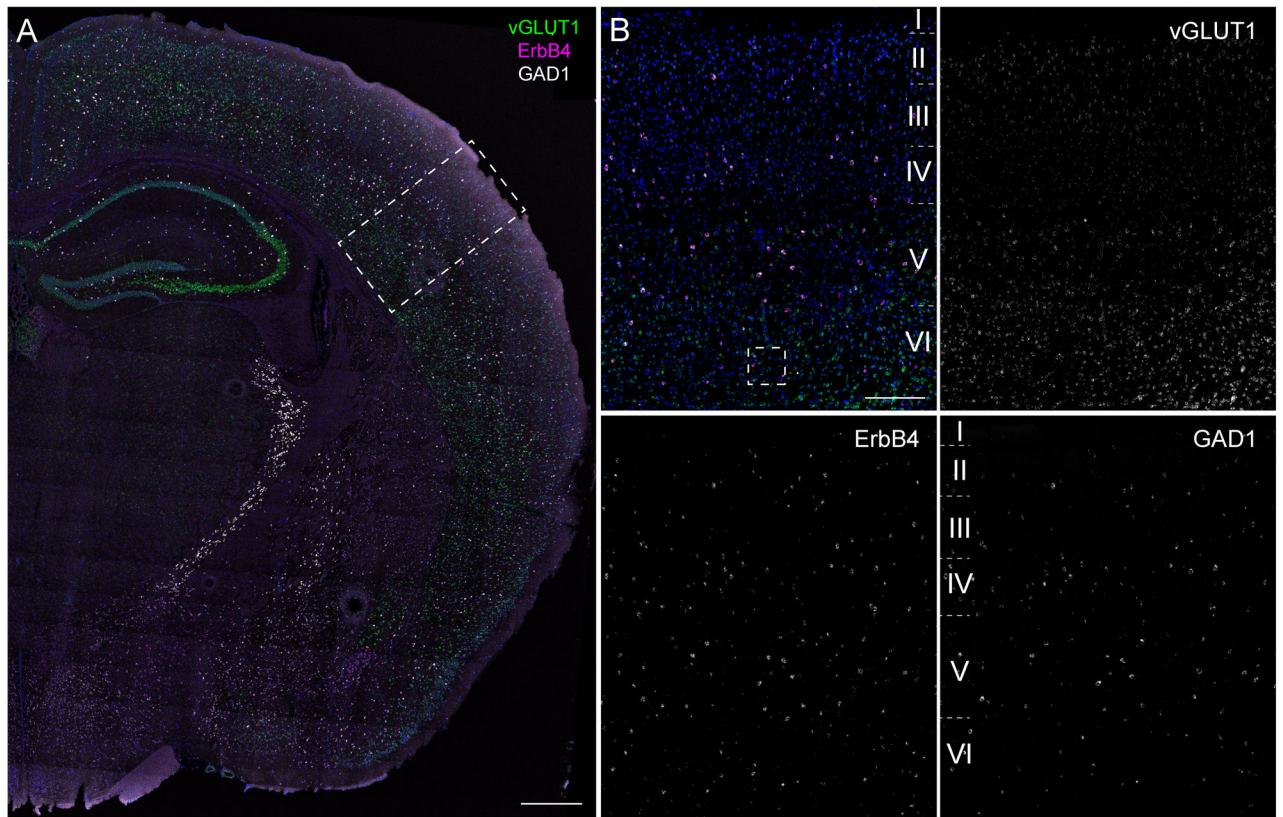 A
vGLUT1
ErbB4
GAD1
B
I
II
III
IV
V
VI
vGLUT1
ErbB4
GAD1
I
II
III
IV
V
VI